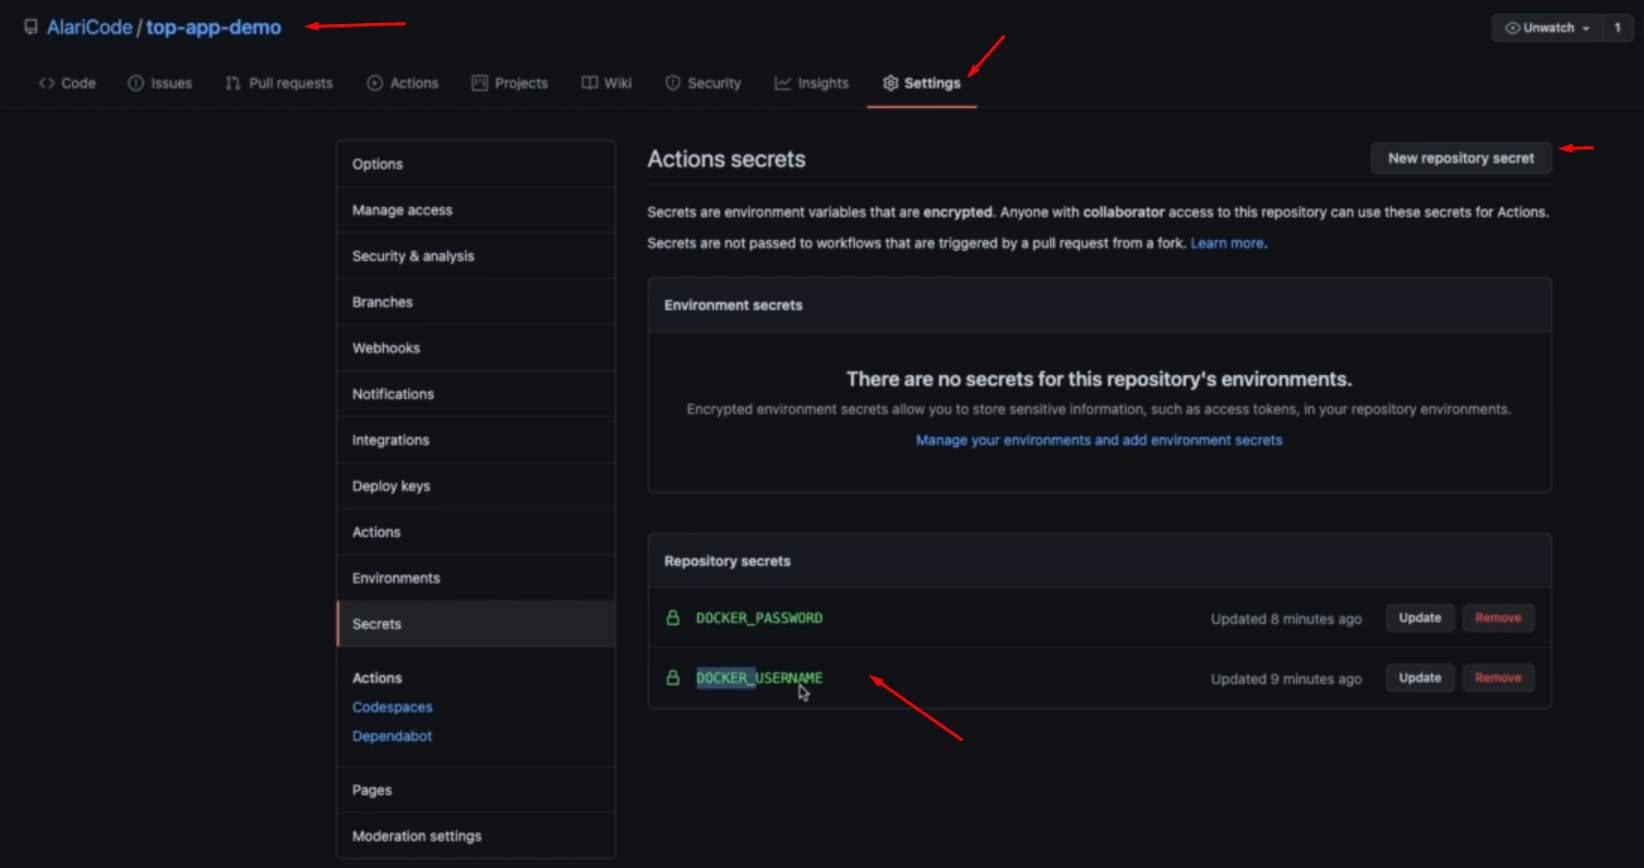 AlariCode / top-app-demo
Unwatch 1
Code Issues Pull requests Actions Projects Wiki Security Insights Settings
Options
Manage access
Security & analysis
Branches
Webhooks
Notifications
Integrations
Deploy keys
Actions
Environments
Secrets
Actions
Codespaces
Dependabot
Pages
Moderation settings
Actions secrets
New repository secret
Secrets are environment variables that are encrypted. Anyone with collaborator access to this repository can use these secrets for Actions.
Secrets are not passed to workflows that are triggered by a pull request from a fork. Learn more.
Environment secrets
There are no secrets for this repository's environments.
Encrypted environment secrets allow you to store sensitive information, such as access tokens, in your repository environments.
Manage your environments and add environment secrets
Repository secrets
DOCKER_PASSWORD Updated 8 minutes ago Update Remove
DOCKER_USERNAME Updated 9 minutes ago Update Remove